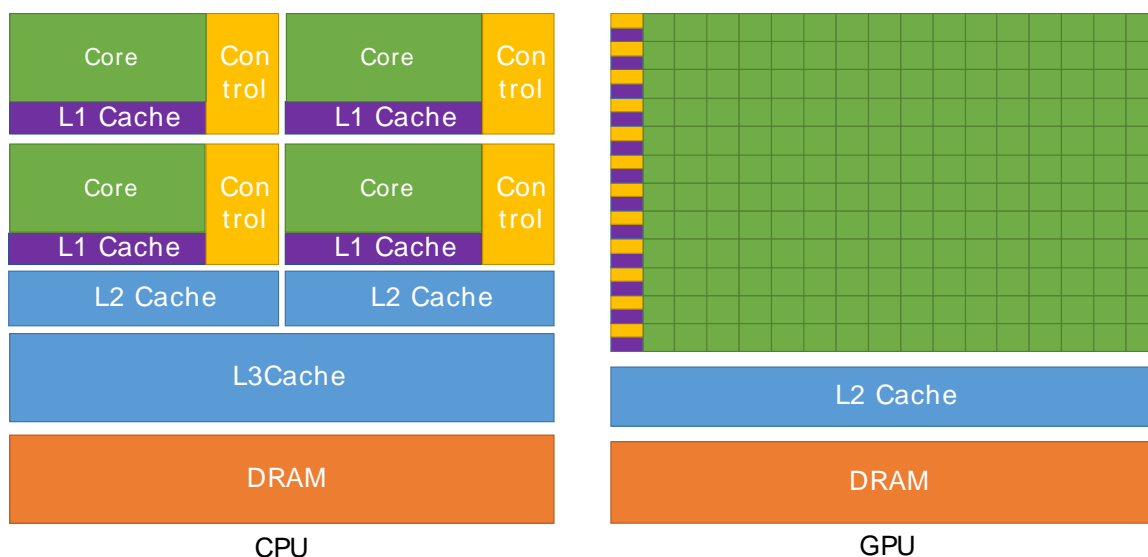 Core
Con
trol
Core
Con
trol
L1 Cache
L1 Cache
Core
Con
trol
Core
Con
trol
L1 Cache
L1 Cache
L2 Cache
L2 Cache
L3Cache
DRAM
CPU
L2 Cache
DRAM
GPU